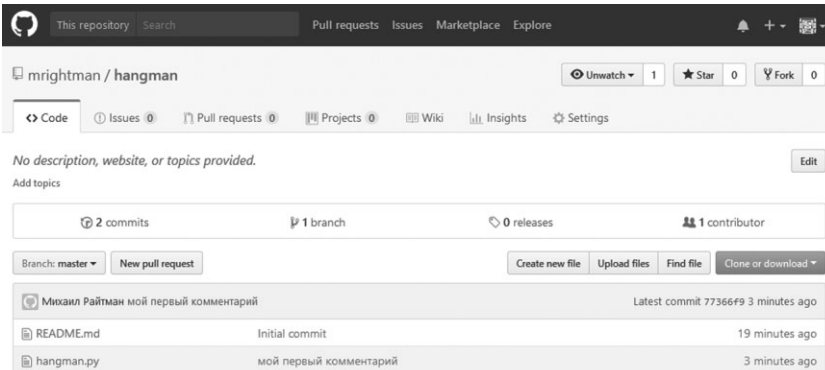 This repository Search Pull requests Issues Marketplace Explore
mrightman / hangman Unwatch 1 Star 0 Fork 0
Code Issues 0 Pull requests 0 Projects 0 Wiki Insights Settings
No description, website, or topics provided. Edit
Add topics
2 commits 1 branch 0 releases 1 contributor
Branch: master New pull request Create new file Upload files Find file Clone or download
Михаил Райтман мой первый комментарий Latest commit 77366f9 3 minutes ago
README.md Initial commit 19 minutes ago
hangman.py мой первый комментарий 3 minutes ago